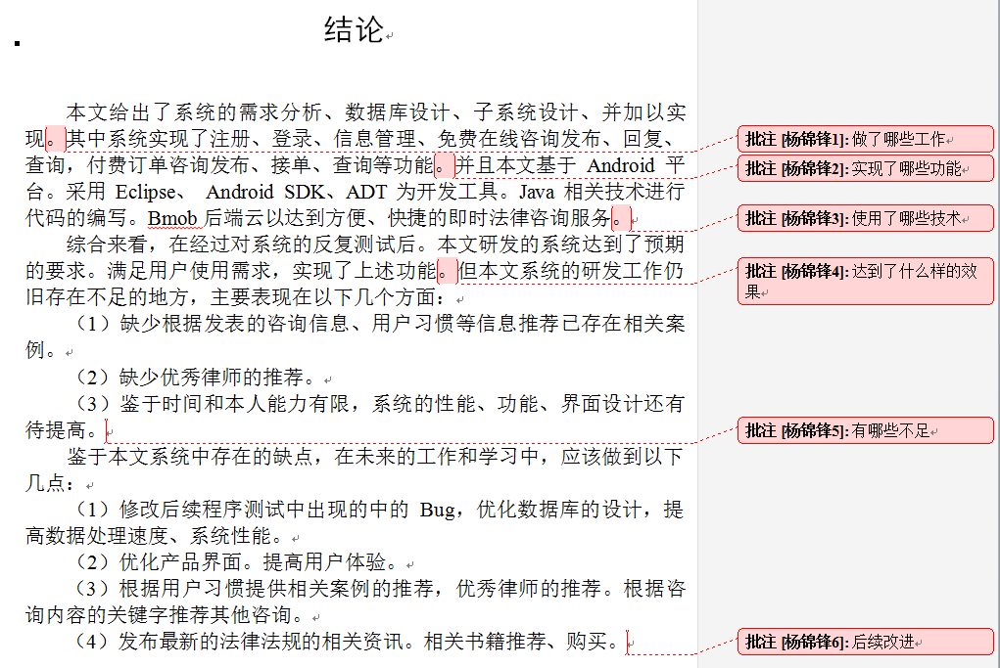 结论
本文给出了系统的需求分析、数据库设计、子系统设计、并加以实
现。其中系统实现了注册、登录、信息管理、免费在线咨询发布、回复、
查询，付费订单咨询发布、接单、查询等功能。并且本文基于 Android 平
台。采用 Eclipse、 Android SDK、ADT 为开发工具。Java 相关技术进行
代码的编写。Bmob 后端云以达到方便、快捷的即时法律咨询服务。
综合来看，在经过对系统的反复测试后。本文研发的系统达到了预期
的要求。满足用户使用需求，实现了上述功能。但本文系统的研发工作仍
旧存在不足的地方，主要表现在以下几个方面：
（1）缺少根据发表的咨询信息、用户习惯等信息推荐已存在相关案
例。
（2）缺少优秀律师的推荐。
（3）鉴于时间和本人能力有限，系统的性能、功能、界面设计还有
待提高。
鉴于本文系统中存在的缺点，在未来的工作和学习中，应该做到以下
几点：
（1）修改后续程序测试中出现的中的 Bug，优化数据库的设计，提
高数据处理速度、系统性能。
（2）优化产品界面。提高用户体验。
（3）根据用户习惯提供相关案例的推荐，优秀律师的推荐。根据咨
询内容的关键字推荐其他咨询。
（4）发布最新的法律法规的相关资讯。相关书籍推荐、购买。
批注 [杨锦锋1]: 做了哪些工作
批注 [杨锦锋2]: 实现了哪些功能
批注 [杨锦锋3]: 使用了哪些技术
批注 [杨锦锋4]: 达到了什么样的效
果
批注 [杨锦锋5]: 有哪些不足
批注 [杨锦锋6]: 后续改进